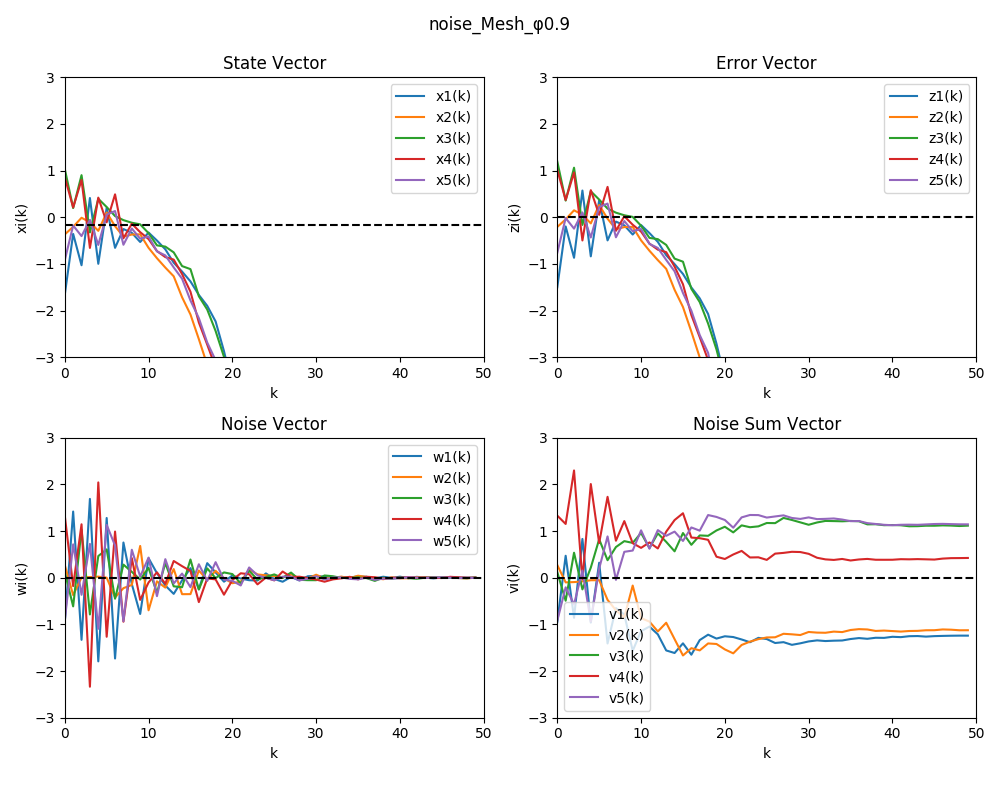 noise_Mesh_φ0.9
State Vector
3
2
1
0
−1
−2
−3
xi(k)
0 10 20 30 40 50
k
x1(k)
x2(k)
x3(k)
x4(k)
x5(k)
Error Vector
3
2
1
0
−1
−2
−3
zi(k)
0 10 20 30 40 50
k
z1(k)
z2(k)
z3(k)
z4(k)
z5(k)
Noise Vector
3
2
1
0
−1
−2
−3
wi(k)
0 10 20 30 40 50
k
w1(k)
w2(k)
w3(k)
w4(k)
w5(k)
Noise Sum Vector
3
2
1
0
−1
−2
−3
vi(k)
0 10 20 30 40 50
k
v1(k)
v2(k)
v3(k)
v4(k)
v5(k)